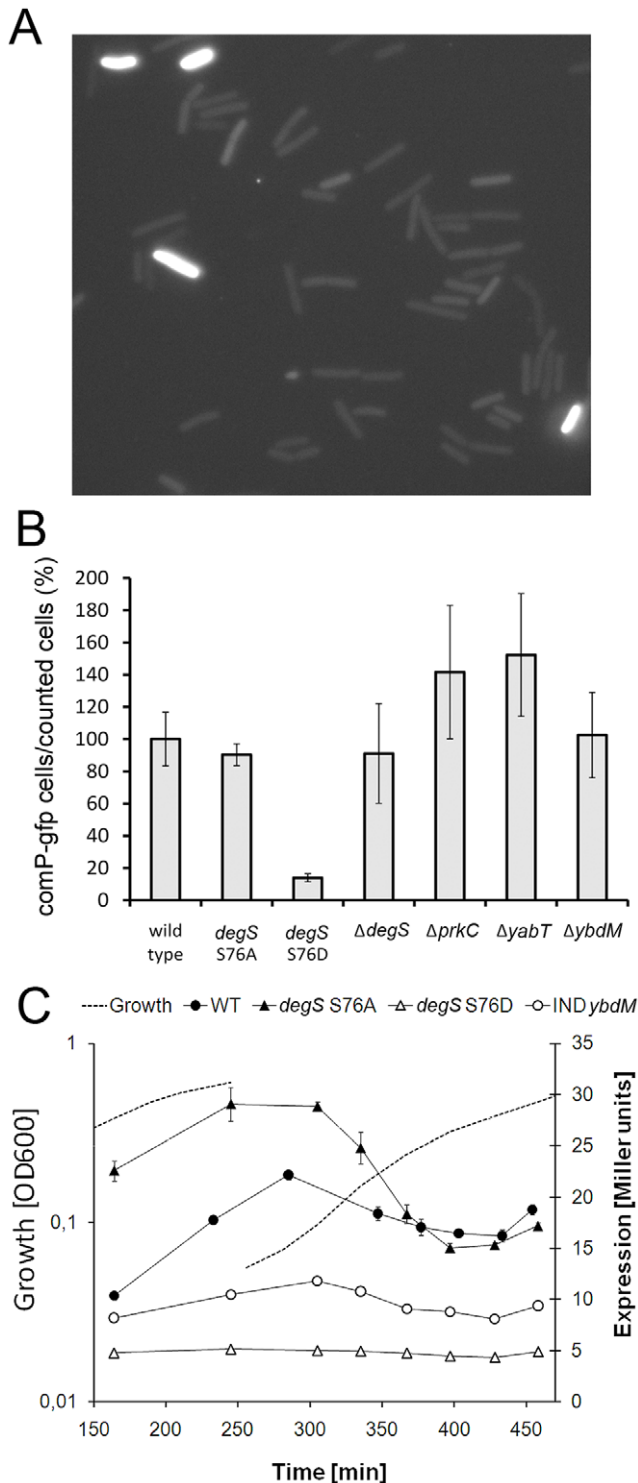 A
B
comP-gfp cells/counted cells (%)
200
180
160
140
120
100
80
60
40
20
0
wild type
degS S76A
degS S76D
ΔdegS
ΔprkC
ΔyabT
ΔybdM
C
Growth WT degS S76A degS S76D IND ybdM
Growth [OD600]
1
0,1
0,01
35
30
25
20
15
10
5
0
Expression [Miller units]
150 200 250 300 350 400 450
Time [min]